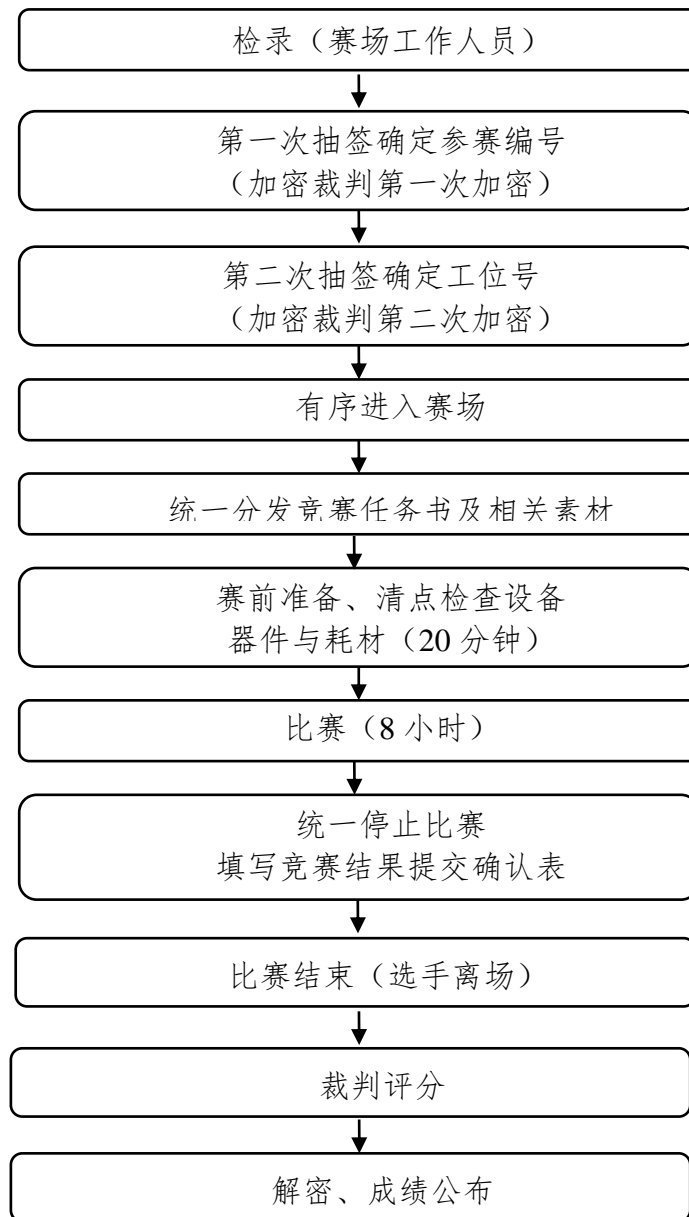 检录（赛场工作人员）
第一次抽签确定参赛编号
（加密裁判第一次加密）
第二次抽签确定工位号
（加密裁判第二次加密）
有序进入赛场
统一分发竞赛任务书及相关素材
赛前准备、清点检查设备
器件与耗材（20 分钟）
比赛（8 小时）
统一停止比赛
填写竞赛结果提交确认表
比赛结束（选手离场）
裁判评分
解密、成绩公布